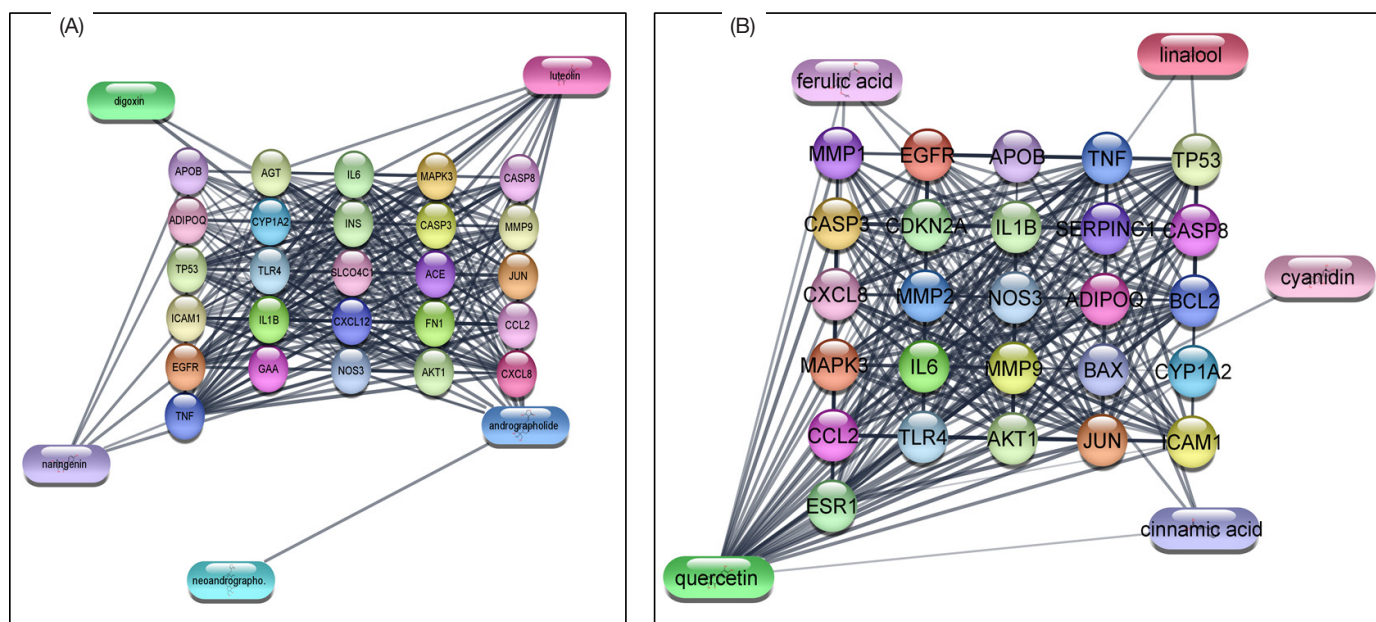 (A)
luteolin
digoxin
APOB AGT IL6 MAPK3 CASP8
ADIPOQ CYP1A2 INS CASP3 MMP9
TP53 TLR4 SLCO4C1 ACE JUN
ICAM1 IL1B CXCL12 FN1 CCL2
EGFR GAA NOS3 AKT1 CXCL8
TNF
andrographolide
naringenin
neoandrographo.
(B)
linalool
ferulic acid
MMP1 EGFR APOB TNF TP53
CASP3 CDKN2A IL1B SERPINC1 CASP8
cyanidin
CXCL8 MMP2 NOS3 ADIPOQ BCL2
MAPK3 IL6 MMP9 BAX CYP1A2
CCL2 TLR4 AKT1 JUN ICAM1
ESR1
cinnamic acid
quercetin